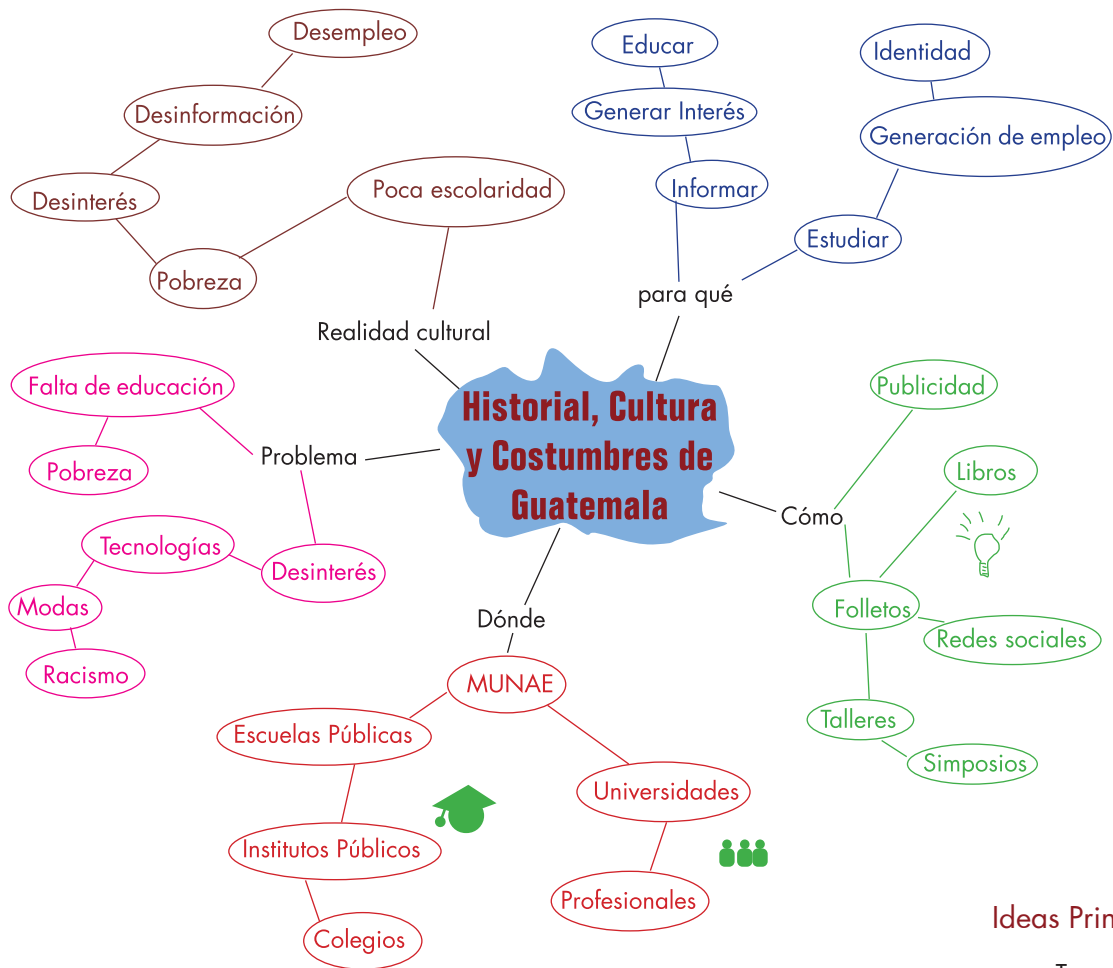 Desempleo
Desinformación
Desinterés
Pobreza
Poca escolaridad
Realidad cultural
Educar
Generar Interés
Informar
Identidad
Generación de empleo
Estudiar
para qué
Historial, Cultura
y Costumbres de
Guatemala
Falta de educación
Pobreza
Problema
Tecnologías
Desinterés
Modas
Racismo
Publicidad
Libros
Cómo
Folletos
Redes sociales
Talleres
Simposios
Dónde
MUNAE
Escuelas Públicas
Institutos Públicos
Colegios
Universidades
Profesionales
Ideas Prin